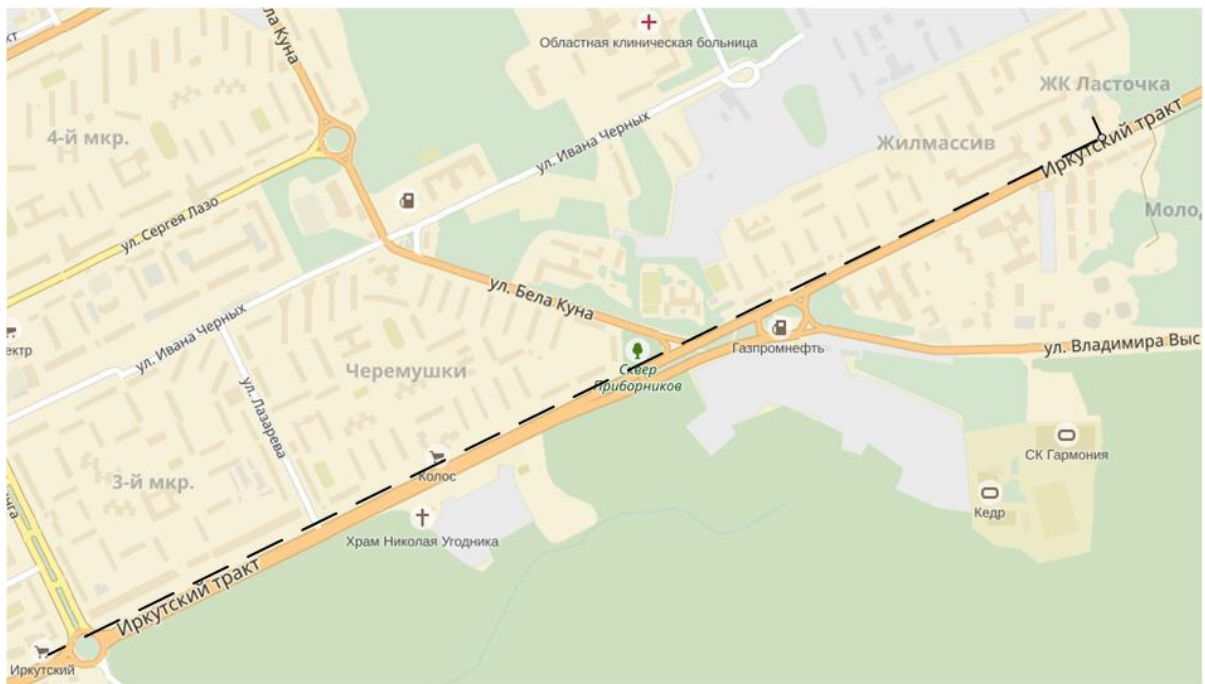 ла Куна
Областная клиническая больница
ЖК Ласточка
4-й мкр.
ул. Ивана Черных
Жилмассив
Иркутский тракт
ул. Сергея Лазо
ул. Бела Куна
ул. Ивана Черных
Газпромнефть
ул. Владимира Выс
Черемушки
Сквер
Приборников
ул. Лазарева
СК Гармония
Колос
3-й мкр.
Кедр
Храм Николая Угодника
Иркутский тракт
Иркутский